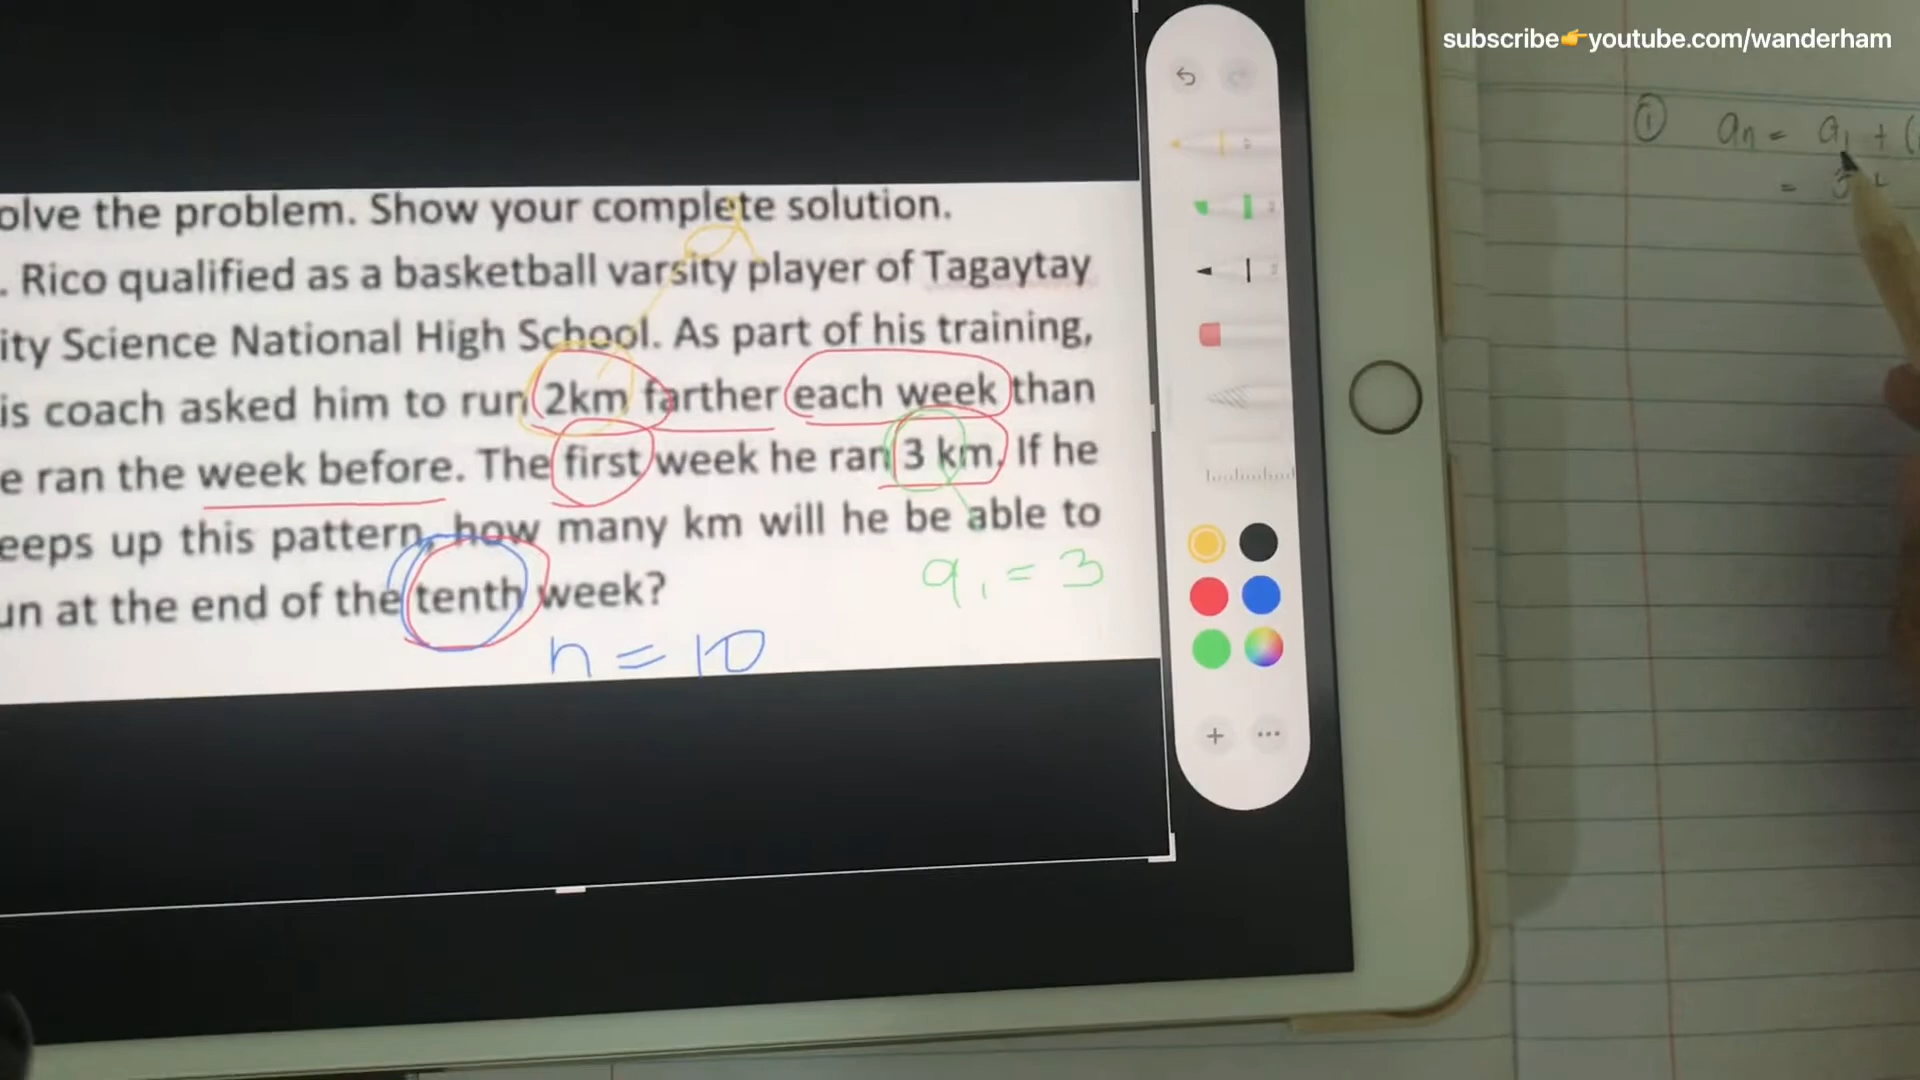 subscribe👉youtube.com/wanderham
① an = a1 + (
= 3 +
olve the problem. Show your complete solution.
. Rico qualified as a basketball varsity player of Tagaytay
ity Science National High School. As part of his training,
is coach asked him to run 2km farther each week than
e ran the week before. The first week he ran 3 km. If he
eeps up this pattern, how many km will he be able to
un at the end of the tenth week?
d
a1 = 3
n = 10